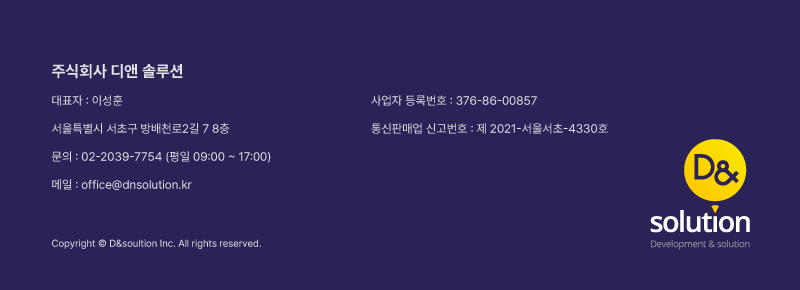 주식회사 디앤 솔루션
대표자 : 이성훈
사업자 등록번호 : 376-86-00857
서울특별시 서초구 방배천로2길 7 8층
통신판매업 신고번호 : 제 2021-서울서초-4330호
문의 : 02-2039-7754 (평일 09:00 ~ 17:00)
메일 : office@dnsolution.kr
D&
solution
Development & solution
Copyright © D&soultion Inc. All rights reserved.